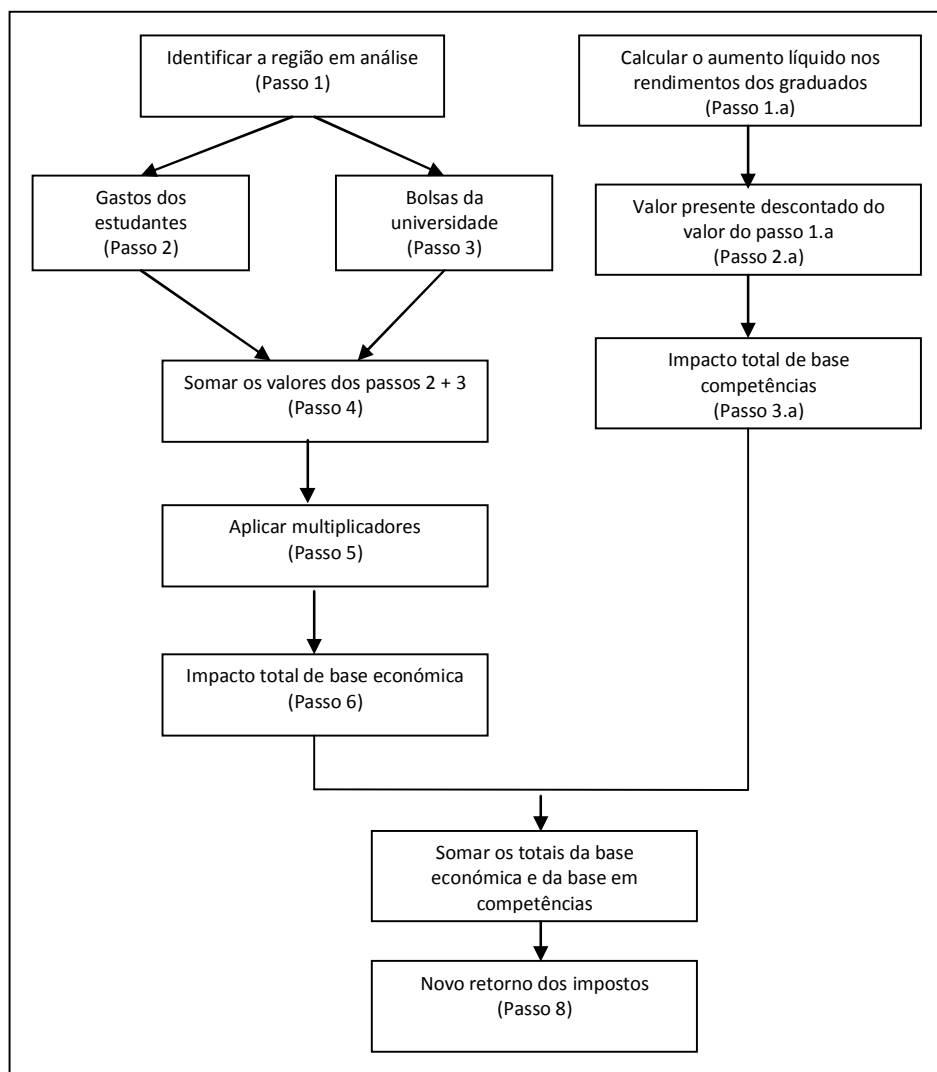 Identificar a região em análise
(Passo 1)
Calcular o aumento líquido nos
rendimentos dos graduados
(Passo 1.a)
Gastos dos
estudantes
(Passo 2)
Bolsas da
universidade
(Passo 3)
Valor presente descontado do
valor do passo 1.a
(Passo 2.a)
Somar os valores dos passos 2 + 3
(Passo 4)
Impacto total de base
competências
(Passo 3.a)
Aplicar multiplicadores
(Passo 5)
Impacto total de base económica
(Passo 6)
Somar os totais da base
económica e da base em
competências
Novo retorno dos impostos
(Passo 8)